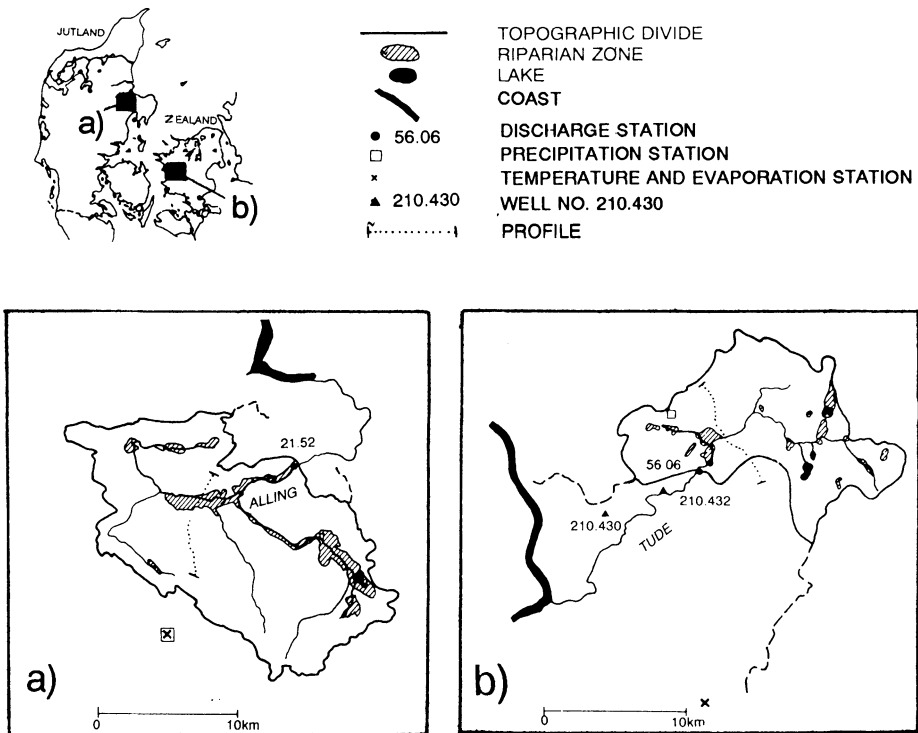 JUTLAND
ZEALAND
a)
b)
TOPOGRAPHIC DIVIDE
RIPARIAN ZONE
LAKE
COAST
56.06 DISCHARGE STATION
PRECIPITATION STATION
TEMPERATURE AND EVAPORATION STATION
210.430 WELL NO. 210.430
PROFILE
21.52
ALLING
a)
0 10km
56 06
210.432
210.430
TUDE
b)
0 10km